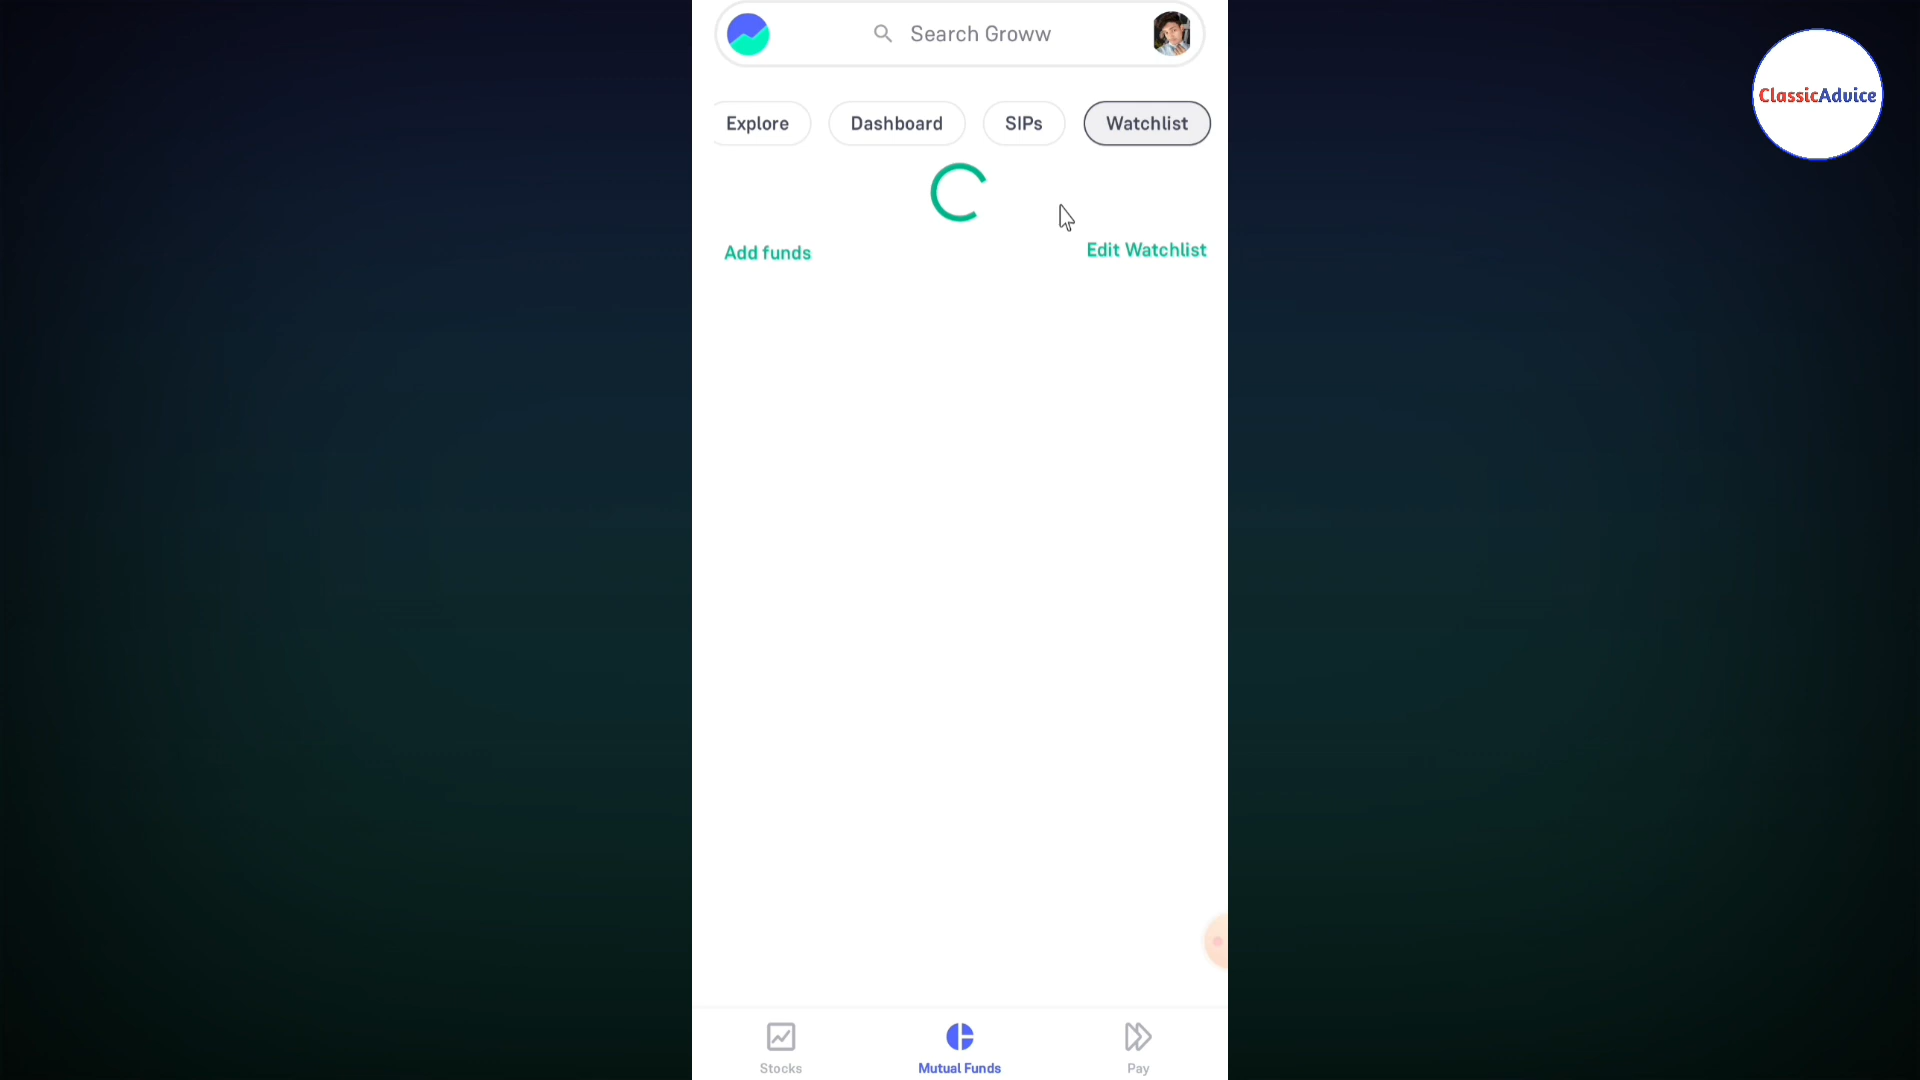 Search Groww
ClassicAdvice
Explore Dashboard SIPs Watchlist
Add funds Edit Watchlist
Stocks Mutual Funds Pay